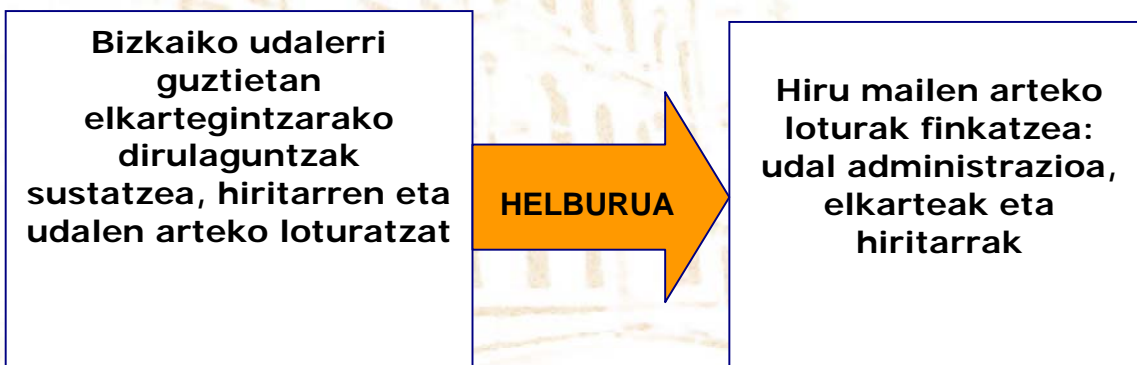 Bizkaiko udalerri
guztietan
elkartegintzarako
dirulaguntzak
sustatzea, hiritarren eta
udalen arteko loturatzat
HELBURUA
Hiru mailen arteko
loturak finkatzea:
udal administrazioa,
elkarteak eta
hiritarrak